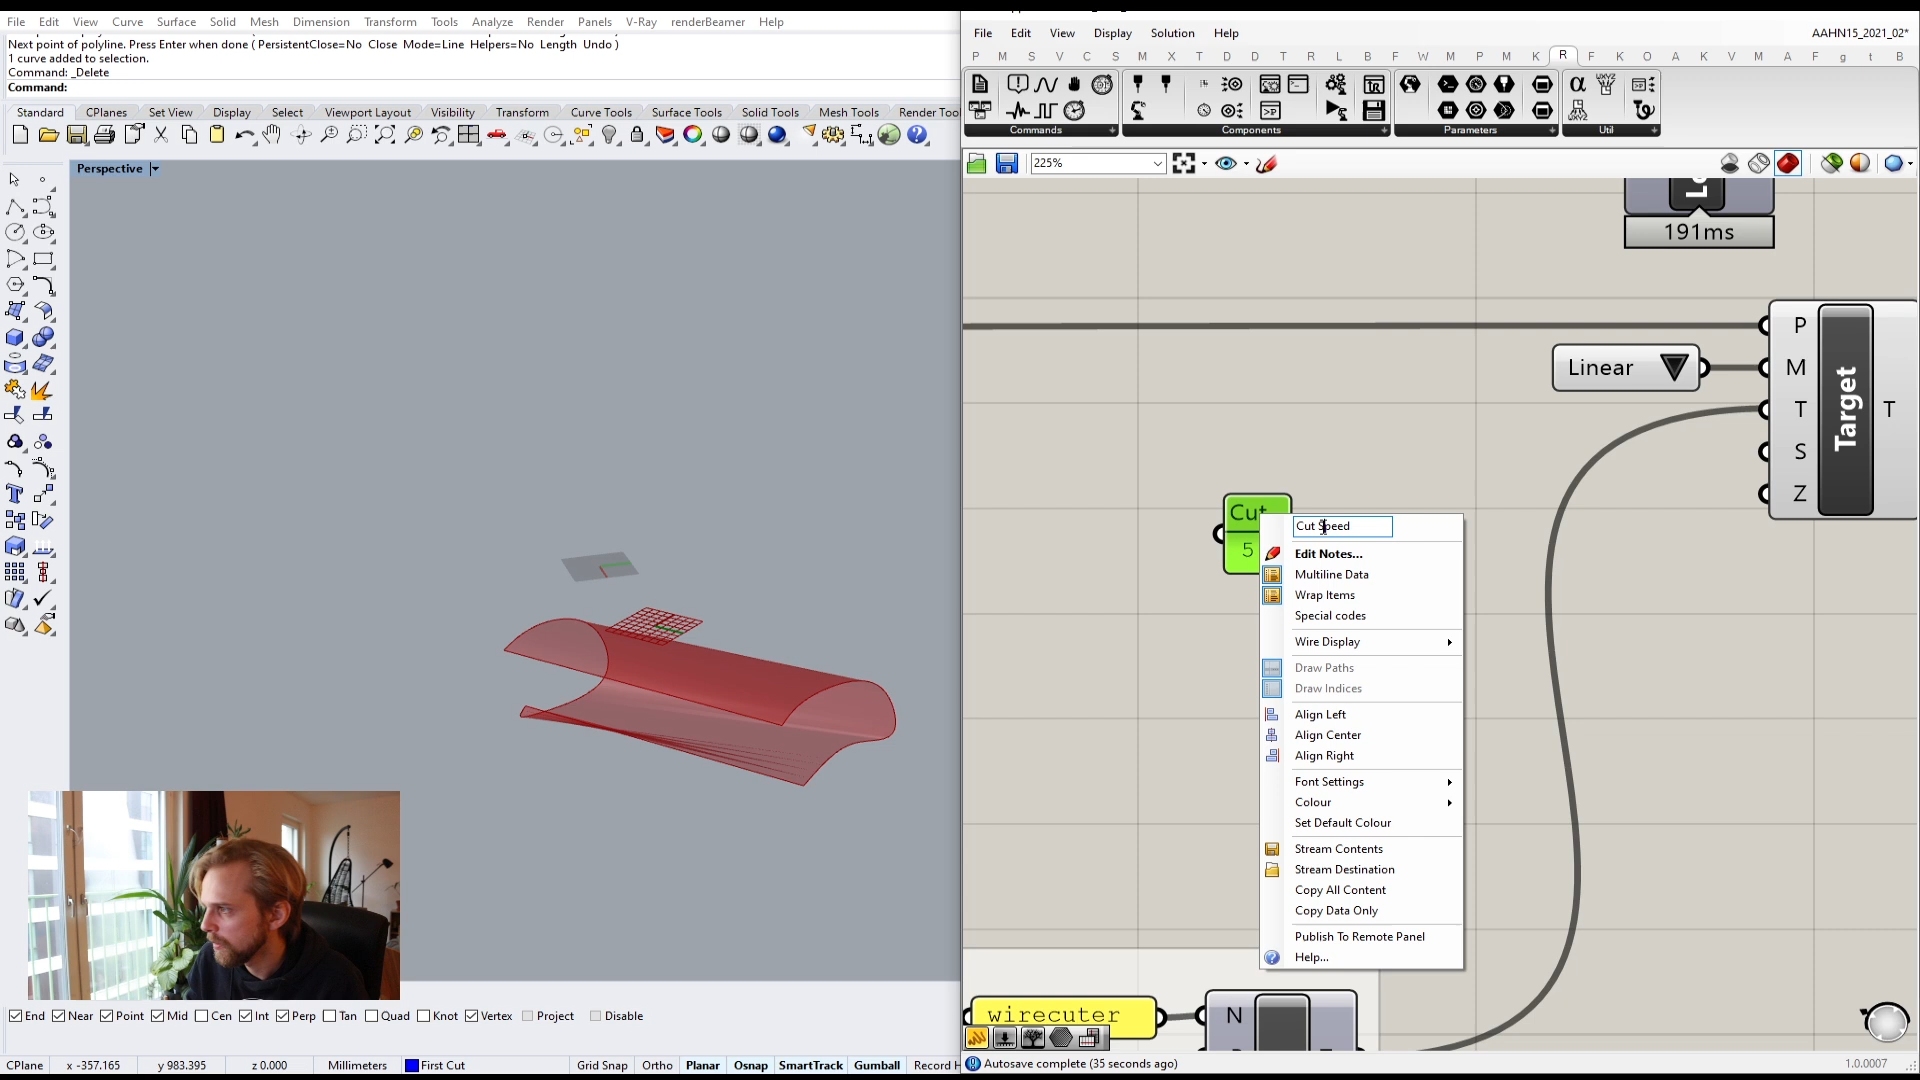 File Edit View Curve Surface Solid Mesh Dimension Transform Tools Analyze Render Panels V-Ray renderBeamer Help
Next point of polyline. Press Enter when done ( PersistentClose=No Close Mode=Line Helpers=No Length Undo )
1 curve added to selection.
Command: _Delete
Command:
Standard CPlanes Set View Display Select Viewport Layout Visibility Transform Curve Tools Surface Tools Solid Tools Mesh Tools Render Too
Perspective
End Near Point Mid Cen Int Perp Tan Quad Knot Vertex Project Disable
CPlane x -357.165 y 983.395 z 0.000 Millimeters First Cut Grid Snap Ortho Planar Osnap SmartTrack Gumball Record H
File Edit View Display Solution Help
AAHN15_2021_02*
P M S V C S M X T D D T L B F W M P M K R F A K V M A F g t B
Commands Components Parameters Util
225%
191ms
Linear
P
M
T
S
Z
Target
T
Cut
5
Cut Speed
Edit Notes...
Multiline Data
Wrap Items
Special codes
Wire Display
Draw Paths
Draw Indices
Align Left
Align Center
Align Right
Font Settings
Colour
Set Default Colour
Stream Contents
Stream Destination
Copy All Content
Copy Data Only
Publish To Remote Panel
Help...
wirecuter
N
Autosave complete (35 seconds ago)
1.0.0007